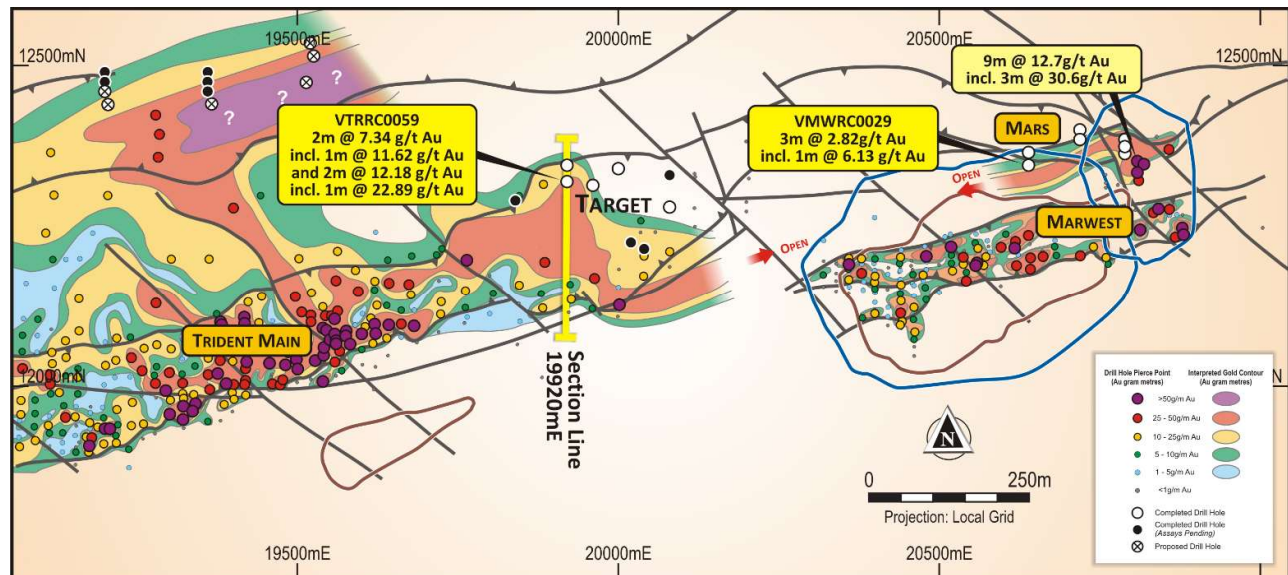 19500mE
20000mE
20500mE
12500mN
12500mN
9m @ 12.7g/t Au
incl. 3m @ 30.6g/t Au
VTRRC0059
2m @ 7.34 g/t Au
incl. 1m @ 11.62 g/t Au
and 2m @ 12.18 g/t Au
incl. 1m @ 22.89 g/t Au
VMWRC0029
3m @ 2.82g/t Au
incl. 1m @ 6.13 g/t Au
MARS
?
?
?
OPEN
TARGET
MARWEST
OPEN
TRIDENT MAIN
Section Line
19920mE
12000mN
12000mN
N
0
250m
Projection: Local Grid
Drill Hole Pierce Point
(Au gram metres)
Interpreted Gold Contour
(Au gram metres)
>50g/m Au
25 - 50g/m Au
10 - 25g/m Au
5 - 10g/m Au
1 - 5g/m Au
<1g/m Au
Completed Drill Hole
Completed Drill Hole
(Assays Pending)
Proposed Drill Hole
19500mE
20000mE
20500mE